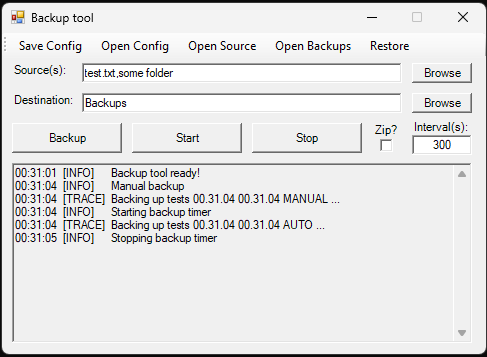 Backup tool
Save Config Open Config Open Source Open Backups Restore
Source(s): test.txt,some folder Browse
Destination: Backups Browse
Backup Start Stop Zip? Interval(s):
300
00:31:01 [INFO] Backup tool ready!
00:31:04 [INFO] Manual backup
00:31:04 [TRACE] Backing up tests 00.31.04 00.31.04 MANUAL ...
00:31:04 [INFO] Starting backup timer
00:31:04 [TRACE] Backing up tests 00.31.04 00.31.04 AUTO ...
00:31:05 [INFO] Stopping backup timer